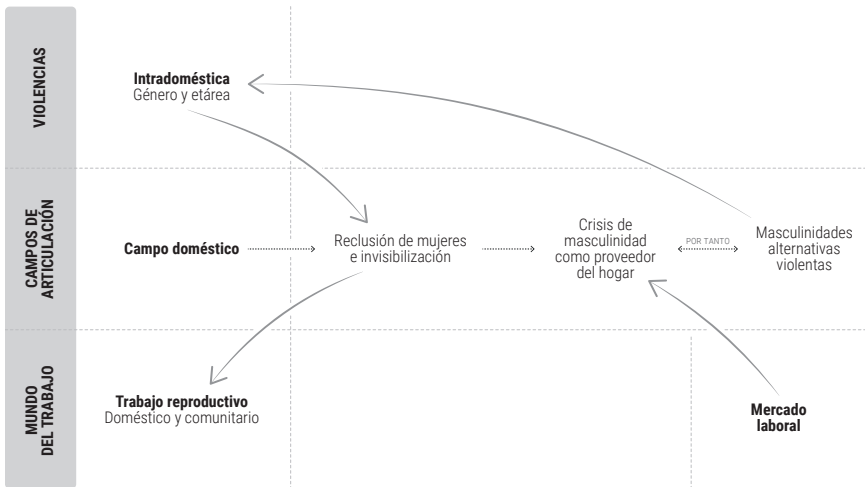 VIOLENCIAS
Intradoméstica
Género y etárea
CAMPOS DE
ARTICULACIÓN
Campo doméstico
Reclusión de mujeres
e invisibilización
Crisis de
masculinidad
como proveedor
del hogar
POR TANTO
Masculinidades
alternativas
violentas
MUNDO
DEL TRABAJO
Trabajo reproductivo
Doméstico y comunitario
Mercado
laboral